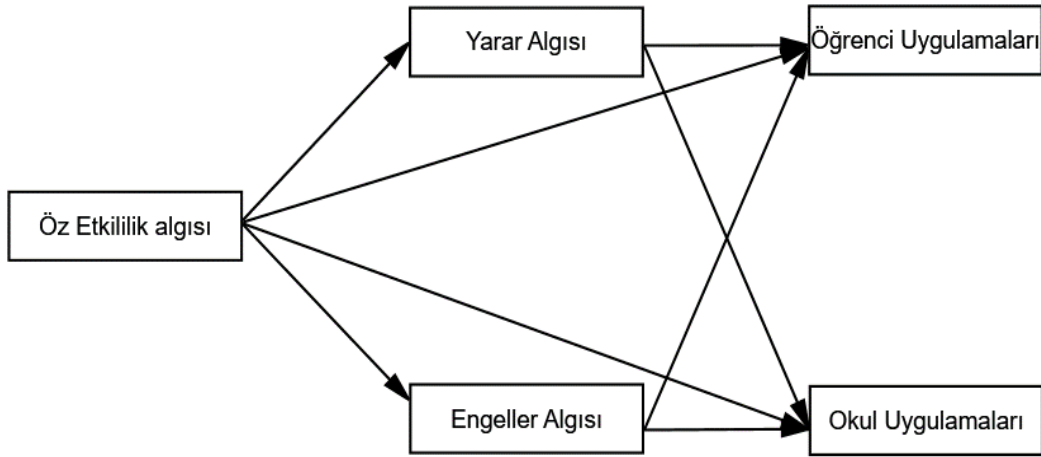 Yarar Algısı
Öğrenci Uygulamaları
Öz Etkililik algısı
Engeller Algısı
Okul Uygulamaları